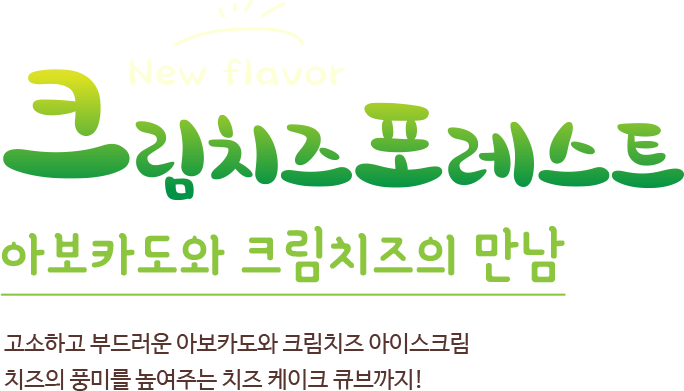 New flavor
크림치즈포레스트
아보카도와 크림치즈의 만남
고소하고 부드러운 아보카도와 크림치즈 아이스크림
치즈의 풍미를 높여주는 치즈 케이크 큐브까지!